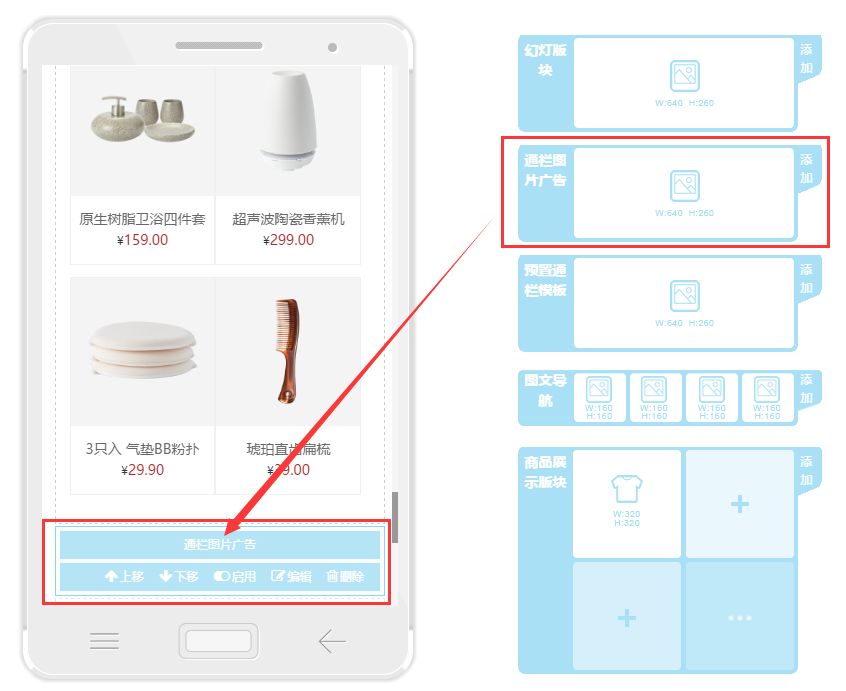 原生树脂卫浴四件套
¥159.00
超声波陶瓷香薰机
¥299.00
3只入 气垫BB粉扑
¥29.90
琥珀直齿扁梳
¥39.00
通栏图片广告
上移 下移 启用 编辑 删除
幻灯版
块
W:640 H:260
添
加
通栏图
片广告
W:640 H:260
添
加
预置通
栏模板
W:640 H:260
添
加
图文导
航
W:160
H:160
W:160
H:160
W:160
H:160
W:160
H:160
添
加
商品展
示版块
W:320
H:320
添
加